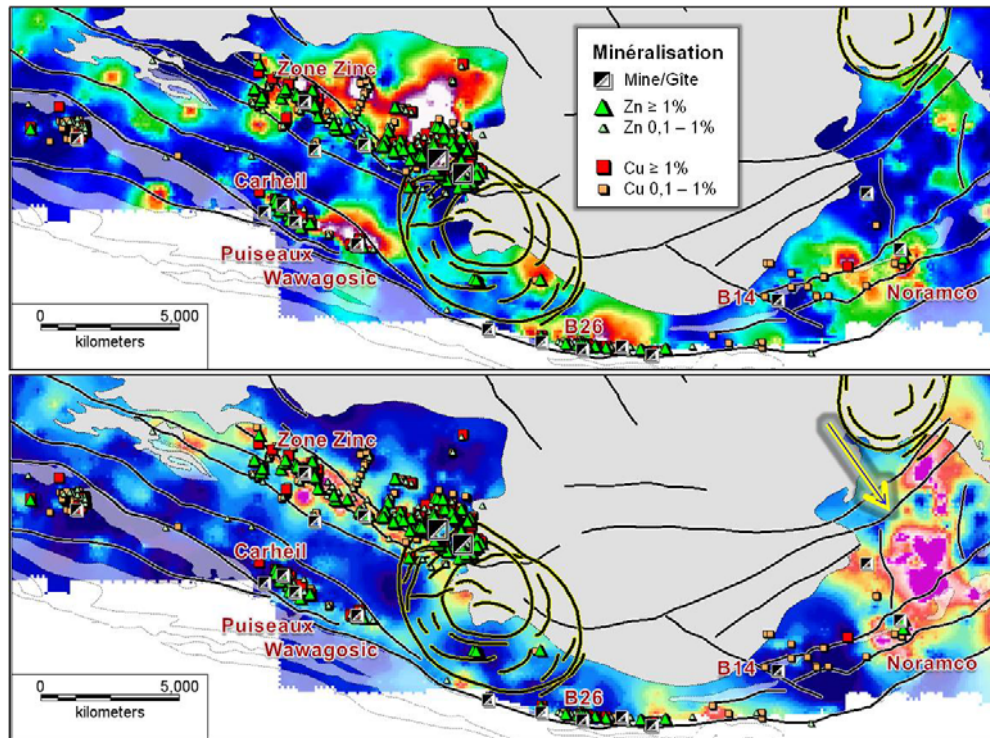 Minéralisation
Mine/Gîte
Zn ≥ 1%
Zn 0,1 – 1%
Cu ≥ 1%
Cu 0,1 – 1%
Zone Zinc
Carheil
Puiseaux
Wawagosic
B26
B14
Noramco
0 5,000
kilometers
Zone Zinc
Carheil
Puiseaux
Wawagosic
B26
B14
Noramco
0 5,000
kilometers